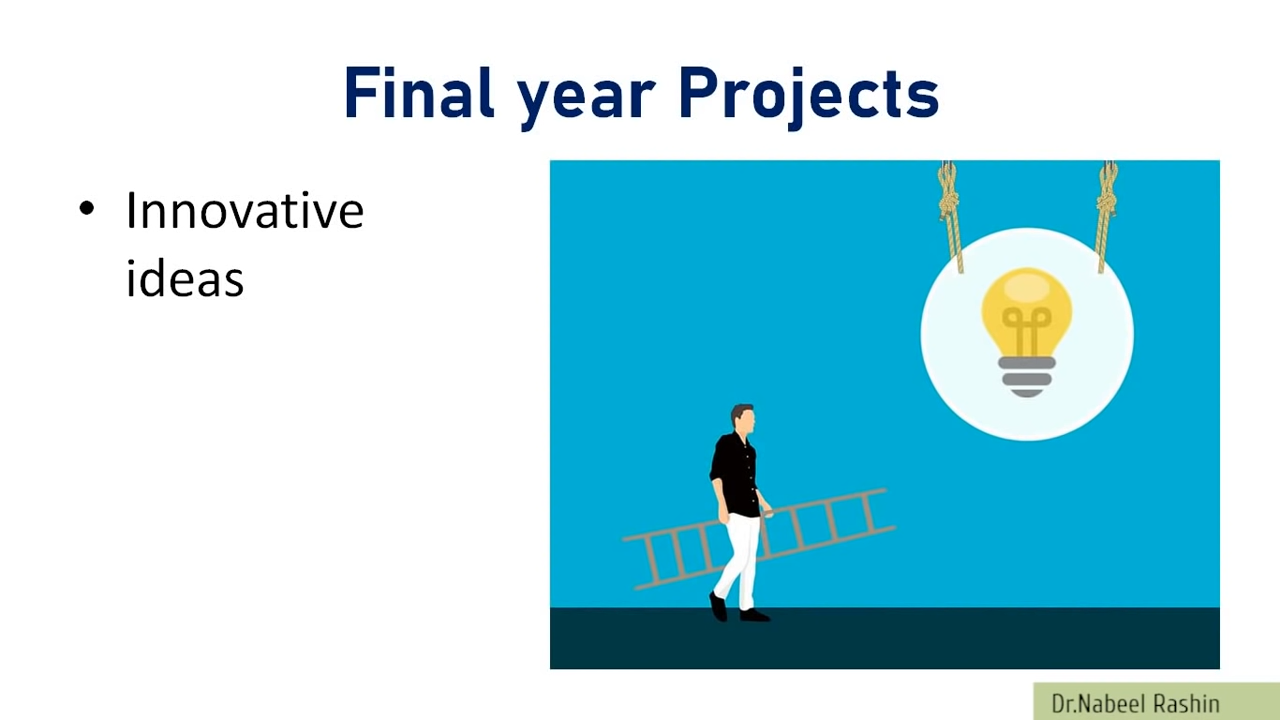 Final year Projects
• Innovative
ideas
Dr.Nabeel Rashin